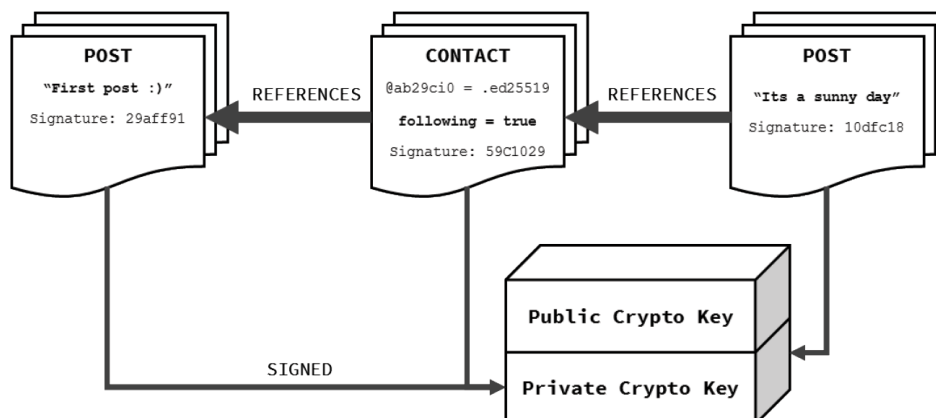 POST
“First post :)”
Signature: 29aff91
REFERENCES
CONTACT
@ab29ci0 = .ed25519
following = true
Signature: 59C1029
REFERENCES
POST
“Its a sunny day”
Signature: 10dfc18
Public Crypto Key
SIGNED
Private Crypto Key